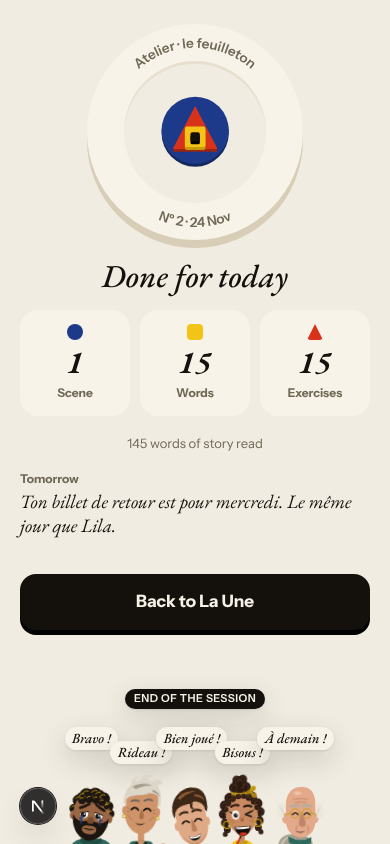 Atelier · le feuilleton
N° 2 · 24 Nov
Done for today
1
Scene
15
Words
15
Exercises
145 words of story read
Tomorrow
Ton billet de retour est pour mercredi. Le même
jour que Lila.
Back to La Une
END OF THE SESSION
Bravo !
Bien joué !
À demain !
Rideau !
Bisous !
N